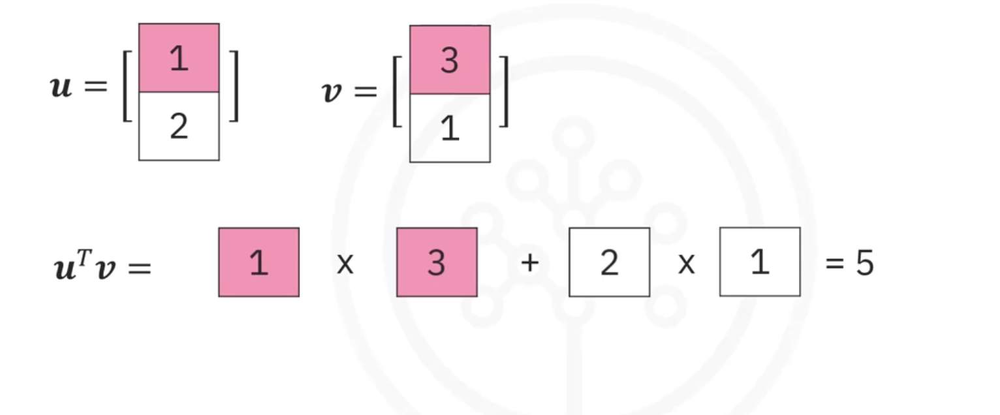 u = [ 1 ] v = [ 3 ]
2 1
uᵀv = 1 x 3 + 2 x 1 = 5